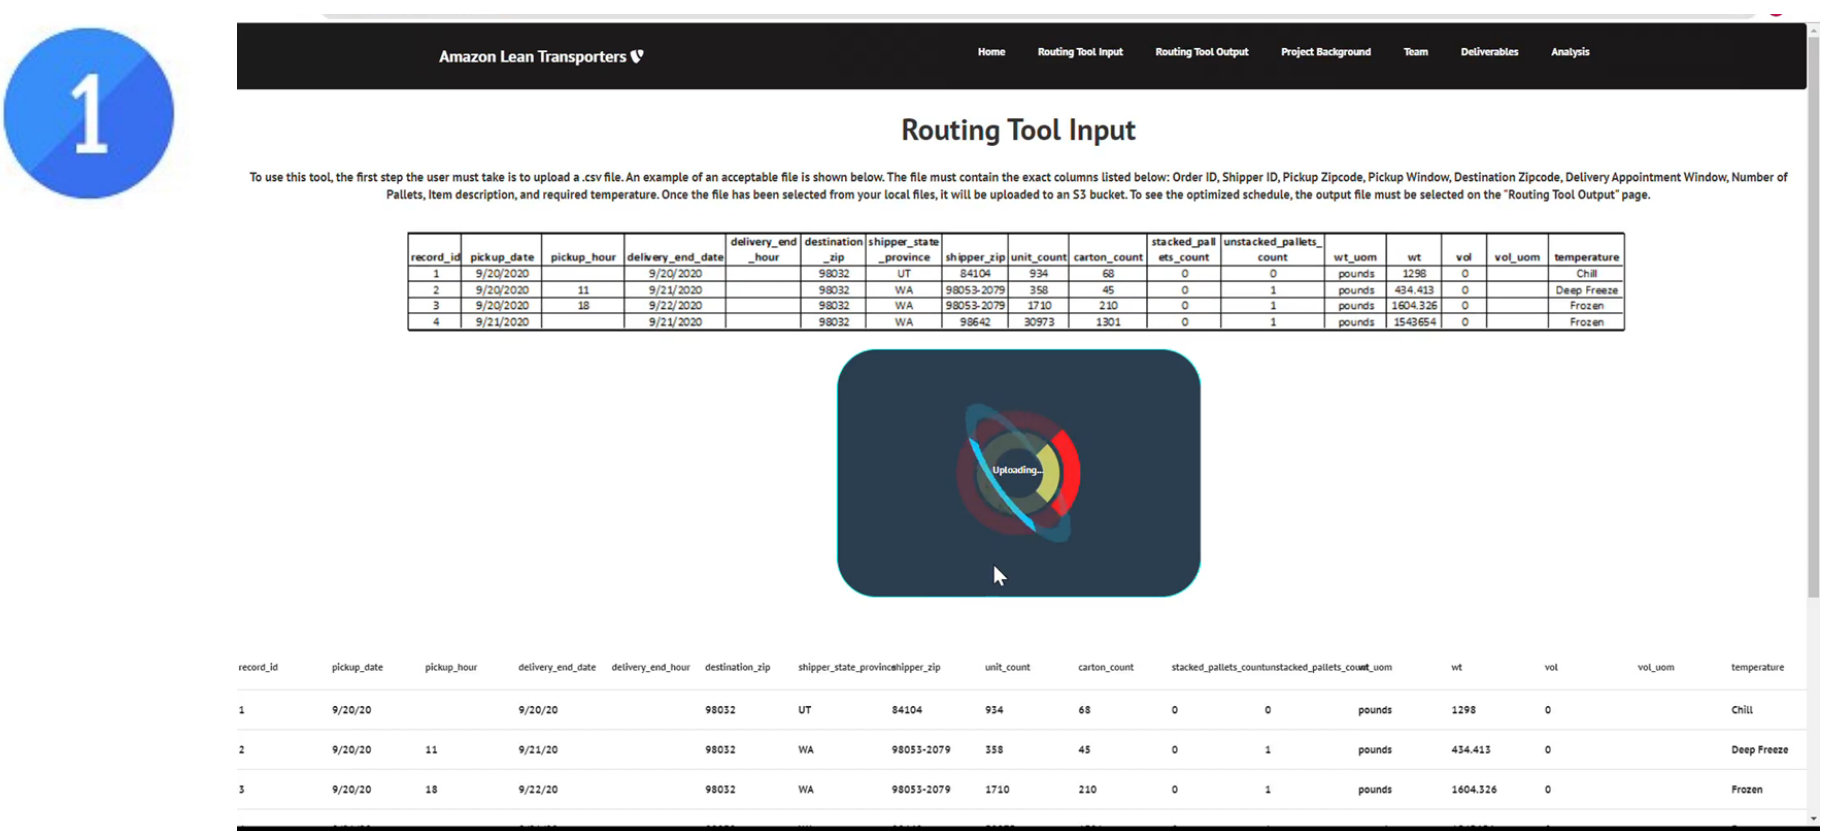 1
Amazon Lean Transporters
Home Routing Tool Input Routing Tool Output Project Background Team Deliverables Analysis
Routing Tool Input
To use this tool, the first step the user must take is to upload a .csv file. An example of an acceptable file is shown below. The file must contain the exact columns listed below: Order ID, Shipper ID, Pickup Zipcode, Pickup Window, Destination Zipcode, Delivery Appointment Window, Number of
Pallets, Item description, and required temperature. Once the file has been selected from your local files, it will be uploaded to an S3 bucket. To see the optimized schedule, the output file must be selected on the "Routing Tool Output" page.
delivery_end destination shipper_state stacked_pall unstacked_pallets_
record_id pickup_date pickup_hour delivery_end_date _hour _zip _province shipper_zip unit_count carton_count ets_count count wt_uom wt vol vol_uom temperature
1 9/20/2020 9/20/2020 98032 UT 84104 934 68 0 0 pounds 1298 0 Chill
2 9/20/2020 11 9/21/2020 98032 WA 98053-2079 358 45 0 1 pounds 434.413 0 Deep Freeze
3 9/20/2020 18 9/22/2020 98032 WA 98053-2079 1710 210 0 1 pounds 1604.326 0 Frozen
4 9/21/2020 9/21/2020 98032 WA 98642 30973 1301 0 1 pounds 1543654 0 Frozen
Uploading...
record_id pickup_date pickup_hour delivery_end_date delivery_end_hour destination_zip shipper_state_province shipper_zip unit_count carton_count stacked_pallets_count unstacked_pallets_count wt_uom wt vol vol_uom temperature
1 9/20/20 9/20/20 98032 UT 84104 934 68 0 0 pounds 1298 0 Chill
2 9/20/20 11 9/21/20 98032 WA 98053-2079 358 45 0 1 pounds 434.413 0 Deep Freeze
3 9/20/20 18 9/22/20 98032 WA 98053-2079 1710 210 0 1 pounds 1604.326 0 Frozen